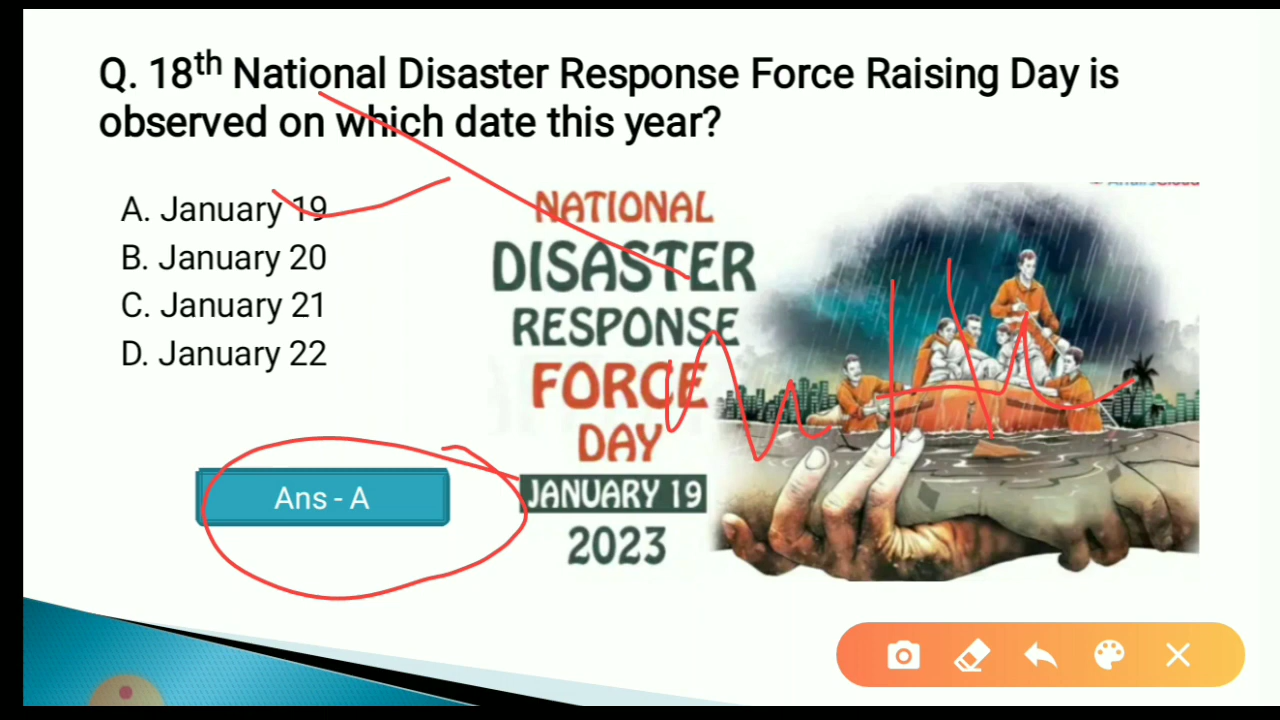 Q. 18th National Disaster Response Force Raising Day is
observed on which date this year?
A. January 19
B. January 20
C. January 21
D. January 22
Ans - A
NATIONAL
DISASTER
RESPONSE
FORCE
DAY
JANUARY 19
2023